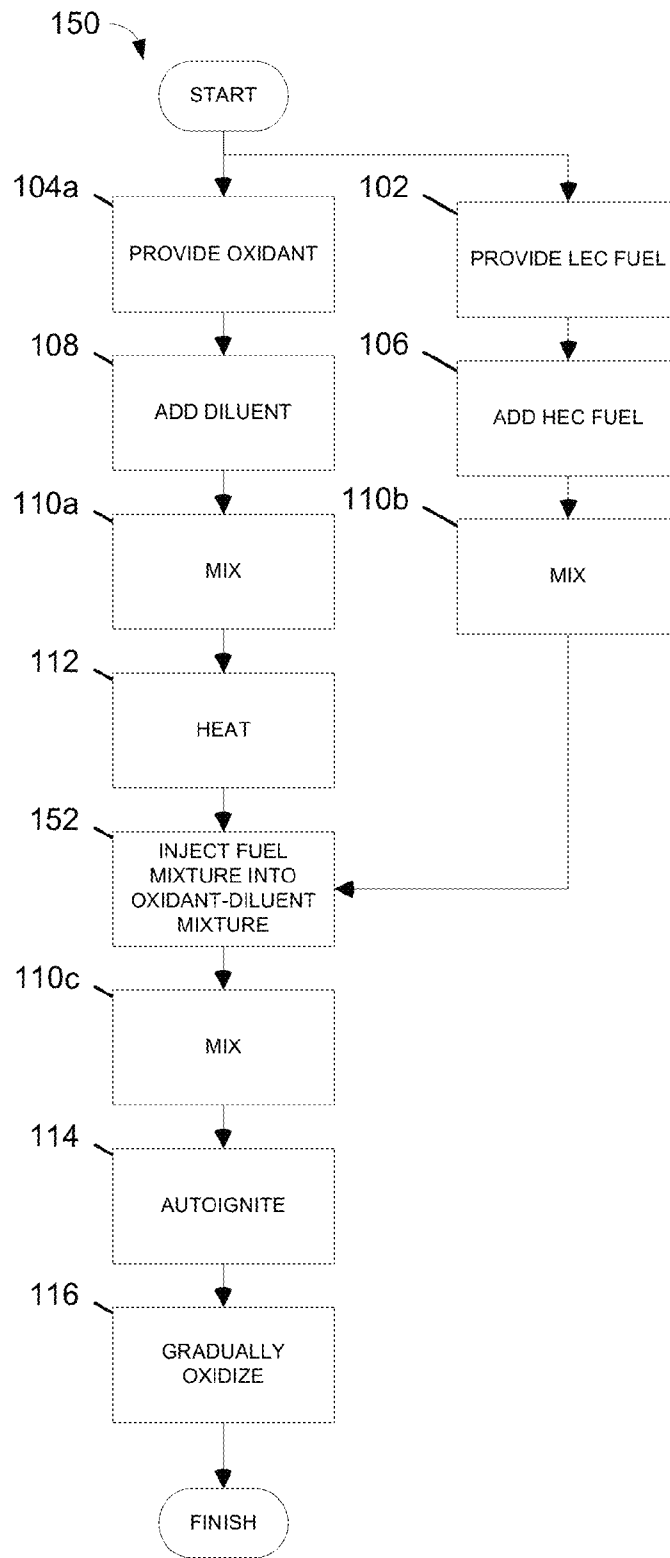 150
START
104a
102
PROVIDE OXIDANT
PROVIDE LEC FUEL
108
106
ADD DILUENT
ADD HEC FUEL
110a
110b
MIX
MIX
112
HEAT
152
INJECT FUEL
MIXTURE INTO
OXIDANT-DILUENT
MIXTURE
110c
MIX
114
AUTOIGNITE
116
GRADUALLY
OXIDIZE
FINISH